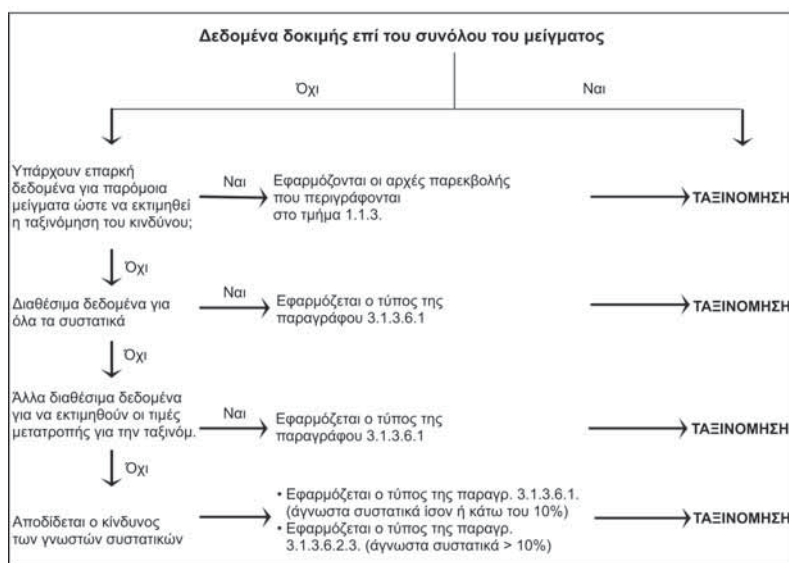 Δεδομένα δοκιμής επί του συνόλου του μείγματος
Όχι
Ναι
Υπάρχουν επαρκή
δεδομένα για παρόμοια
μείγματα ώστε να εκτιμηθεί
η ταξινόμηση του κινδύνου;
Ναι
Εφαρμόζονται οι αρχές παρεκβολής
που περιγράφονται
στο τμήμα 1.1.3.
ΤΑΞΙΝΟΜΗΣΗ
Όχι
Διαθέσιμα δεδομένα για
όλα τα συστατικά
Ναι
Εφαρμόζεται ο τύπος της
παραγράφου 3.1.3.6.1
ΤΑΞΙΝΟΜΗΣΗ
Όχι
Άλλα διαθέσιμα δεδομένα
για να εκτιμηθούν οι τιμές
μετατροπής για την ταξινόμ.
Ναι
Εφαρμόζεται ο τύπος της
παραγράφου 3.1.3.6.1
ΤΑΞΙΝΟΜΗΣΗ
Όχι
Αποδίδεται ο κίνδυνος
των γνωστών συστατικών
• Εφαρμόζεται ο τύπος της παραγρ. 3.1.3.6.1.
(άγνωστα συστατικά ίσον ή κάτω του 10%)
• Εφαρμόζεται ο τύπος της παραγρ.
3.1.3.6.2.3. (άγνωστα συστατικά > 10%)
ΤΑΞΙΝΟΜΗΣΗ